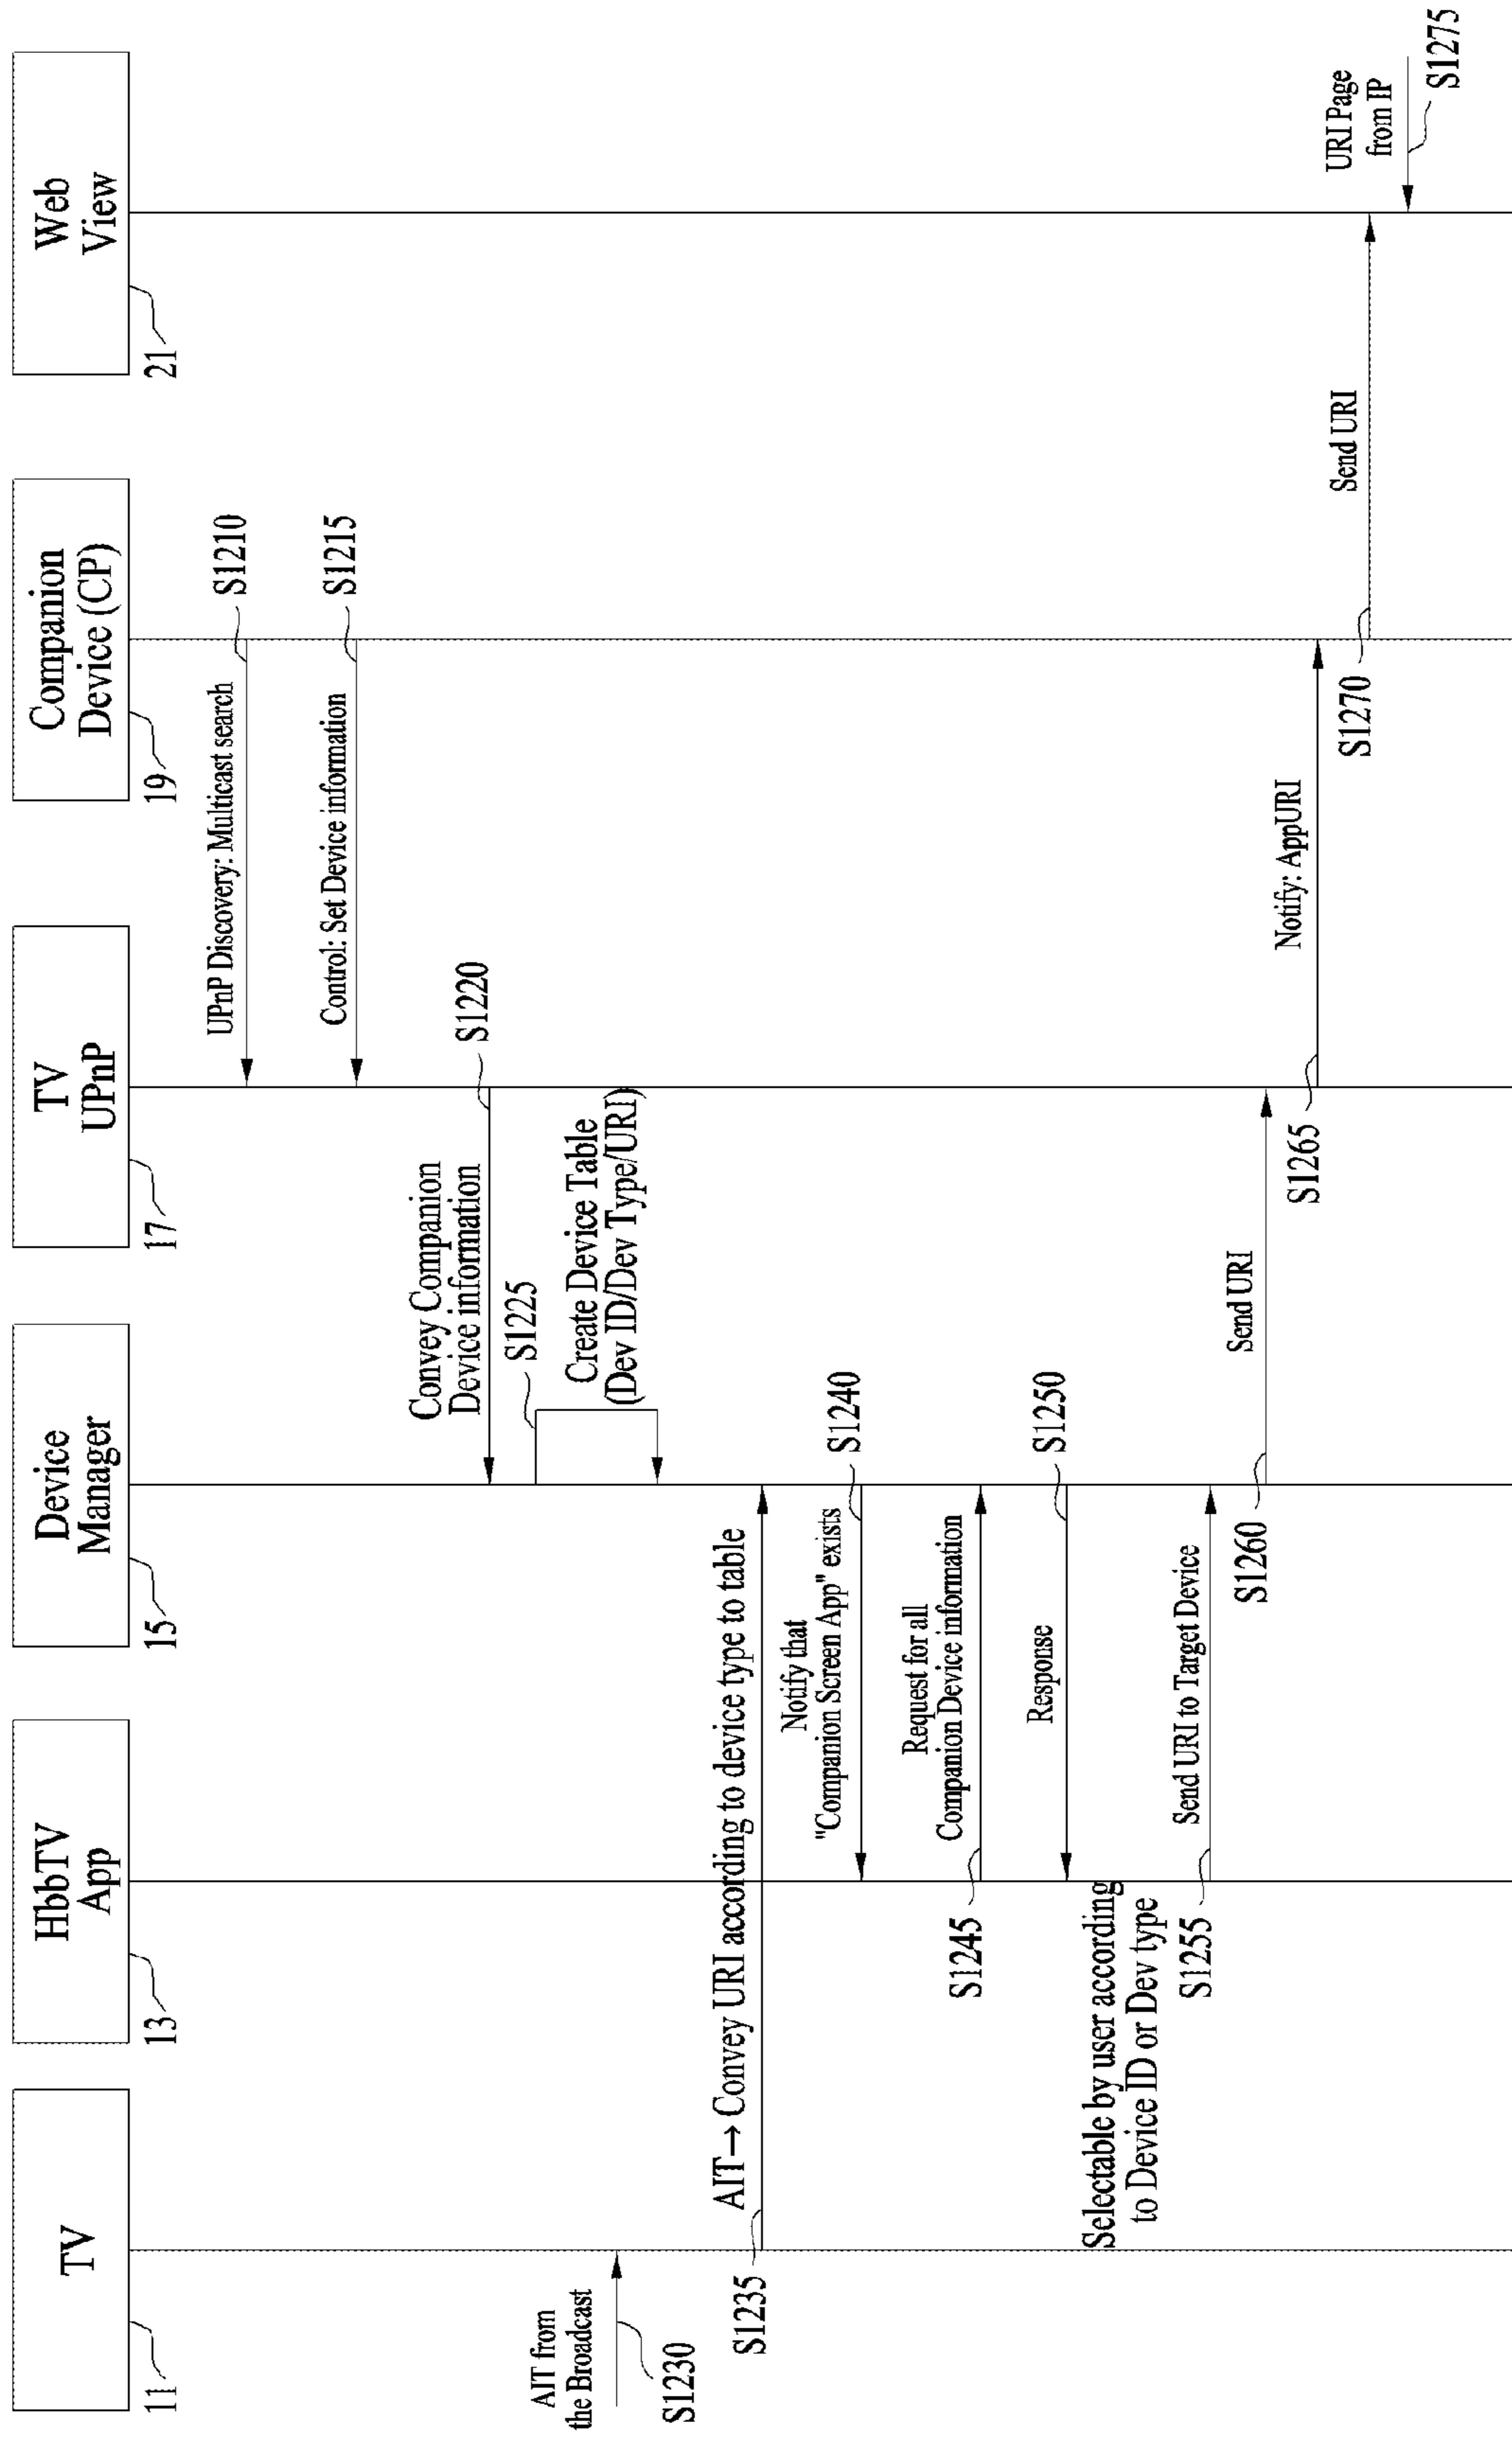 TV
11
HbbTV
App
13
Device
Manager
15
TV
UPnP
17
Companion
Device (CP)
19
Web
View
21
UPnP Discovery: Multicast search
S1210
Control: Set Device information
S1215
Convey Companion
Device information
S1220
S1225
Create Device Table
(Dev ID/Dev Type/URI)
AIT from
the Broadcast
S1230
AIT→ Convey URI according to device type to table
S1235
Notify that
"Companion Screen App" exists
S1240
Request for all
Companion Device information
S1245
Response
S1250
Selectable by user according
to Device ID or Dev type
Send URI to Target Device
S1255
Send URI
S1260
Notify: AppURI
S1265
Send URI
S1270
URI Page
from IP
S1275